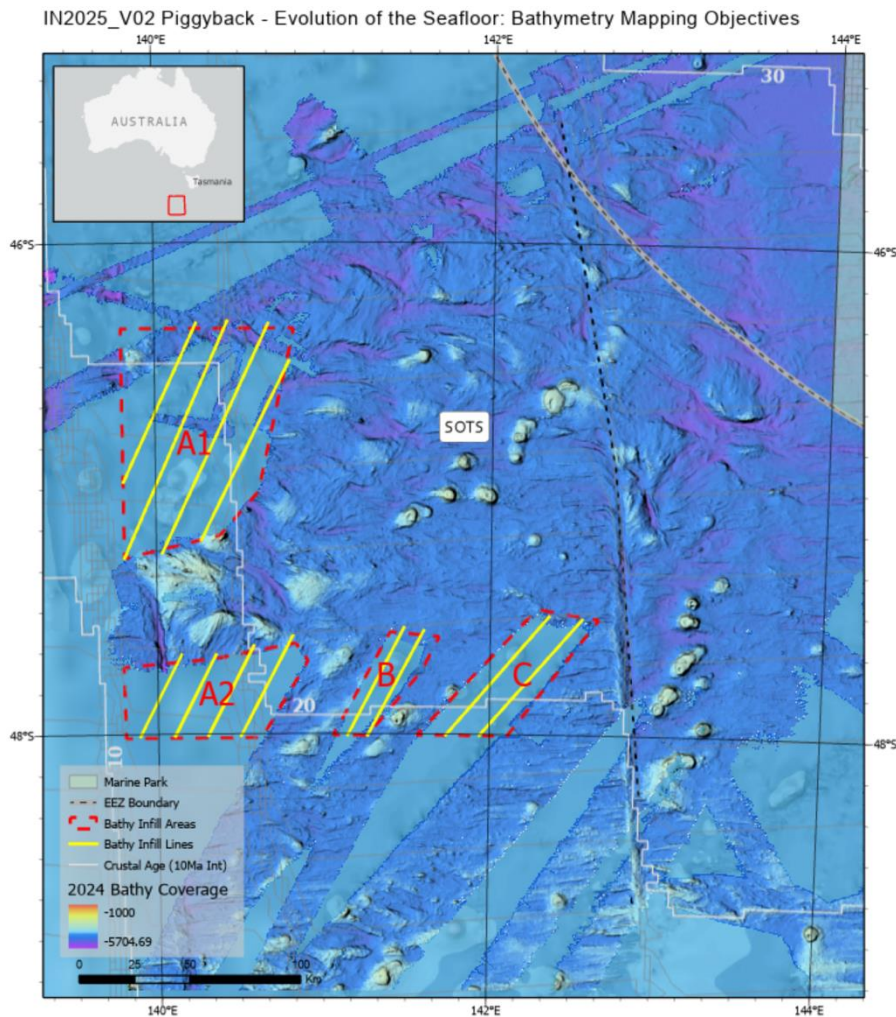 IN2025_V02 Piggyback - Evolution of the Seafloor: Bathymetry Mapping Objectives
140°E 142°E 144°E
30
AUSTRALIA
Tasmania
46°S 46°S
A1
SOTS
A2 B C
20
48°S 48°S
10
Marine Park
EEZ Boundary
Bathy Infill Areas
Bathy Infill Lines
Crustal Age (10Ma Int)
2024 Bathy Coverage
-1000
-5704.69
0 50 100
Km
140°E 142°E 144°E